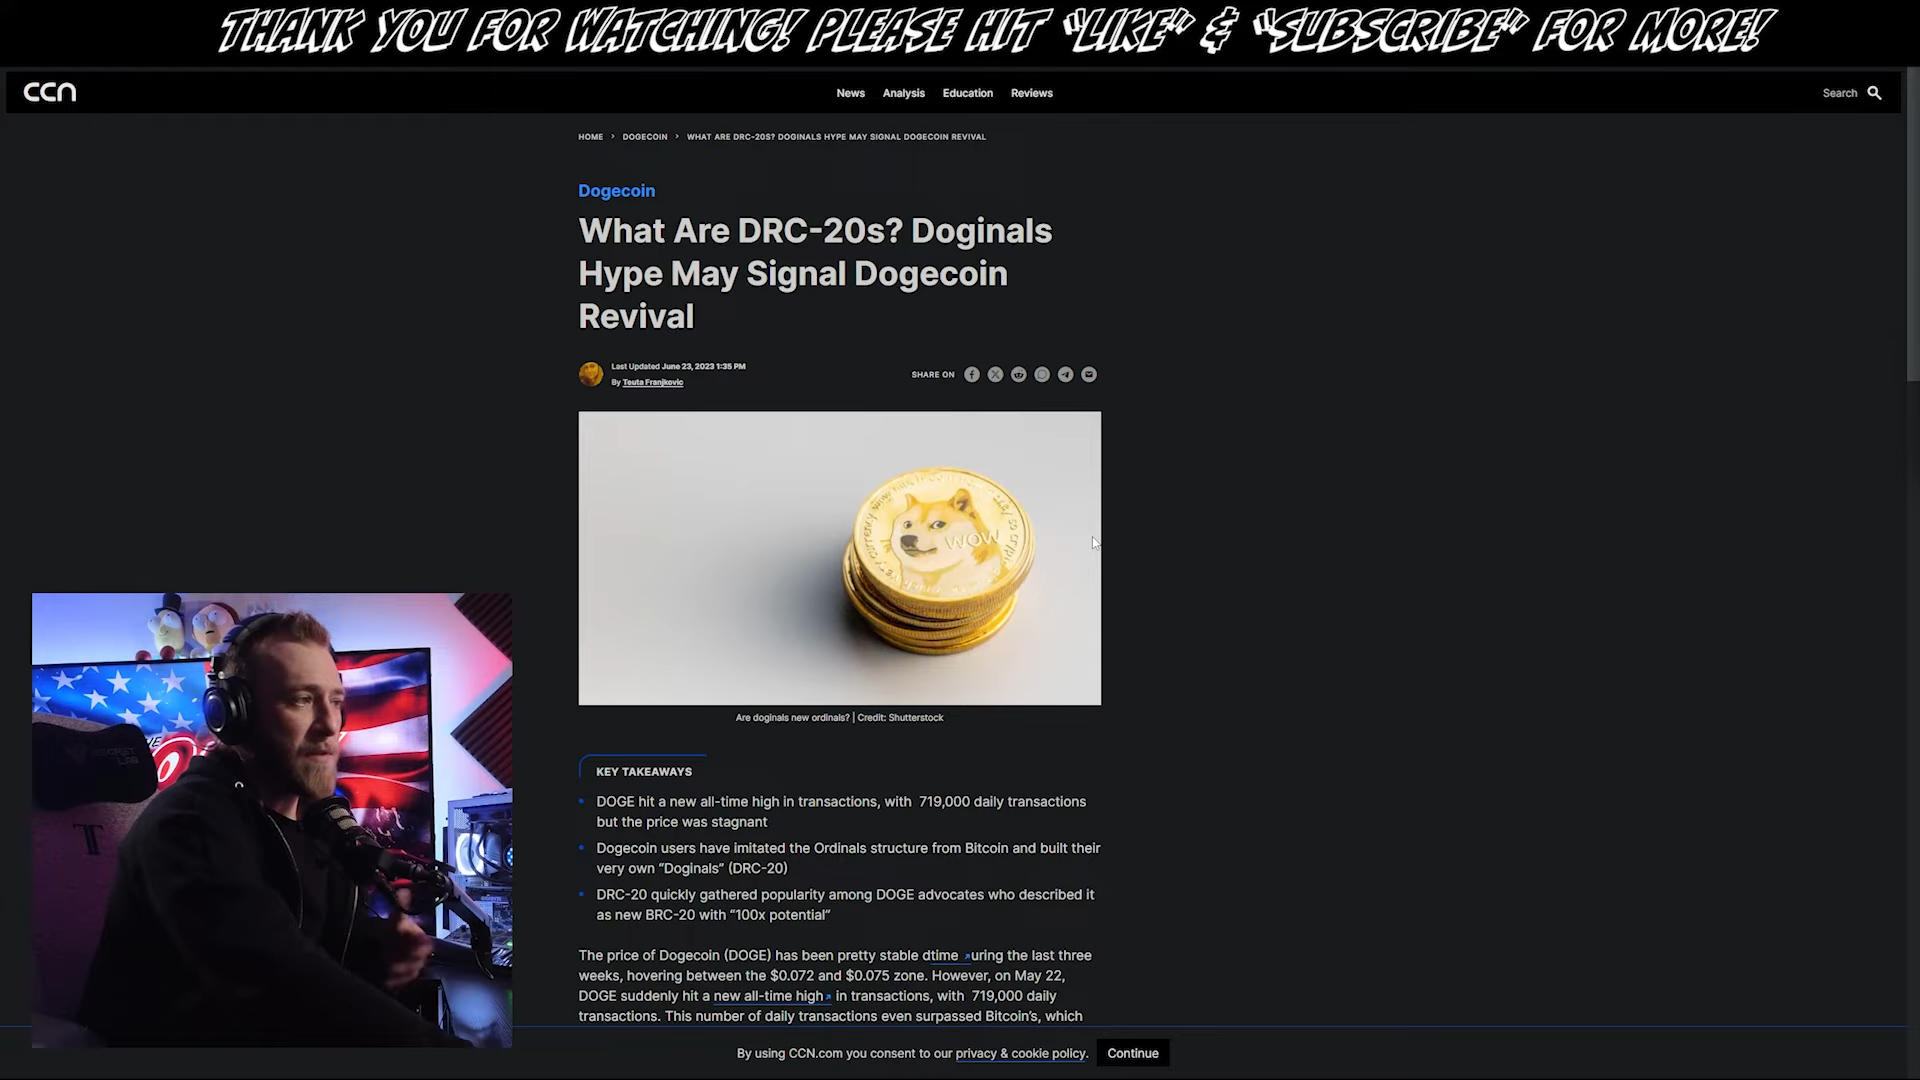 THANK YOU FOR WATCHING! PLEASE HIT "LIKE" & "SUBSCRIBE" FOR MORE!
ccn
News Analysis Education Reviews
Search
HOME > DOGECOIN > WHAT ARE DRC-20S? DOGINALS HYPE MAY SIGNAL DOGECOIN REVIVAL
Dogecoin
What Are DRC-20s? Doginals
Hype May Signal Dogecoin
Revival
Last Updated June 23, 2023 1:35 PM
By Teuta Franjkovic
SHARE ON
WOW
Are doginals new ordinals? | Credit: Shutterstock
KEY TAKEAWAYS
DOGE hit a new all-time high in transactions, with 719,000 daily transactions
but the price was stagnant
Dogecoin users have imitated the Ordinals structure from Bitcoin and built their
very own “Doginals” (DRC-20)
DRC-20 quickly gathered popularity among DOGE advocates who described it
as new BRC-20 with “100x potential”
The price of Dogecoin (DOGE) has been pretty stable dtime uring the last three
weeks, hovering between the $0.072 and $0.075 zone. However, on May 22,
DOGE suddenly hit a new all-time high in transactions, with 719,000 daily
transactions. This number of daily transactions even surpassed Bitcoin’s, which
By using CCN.com you consent to our privacy & cookie policy. Continue